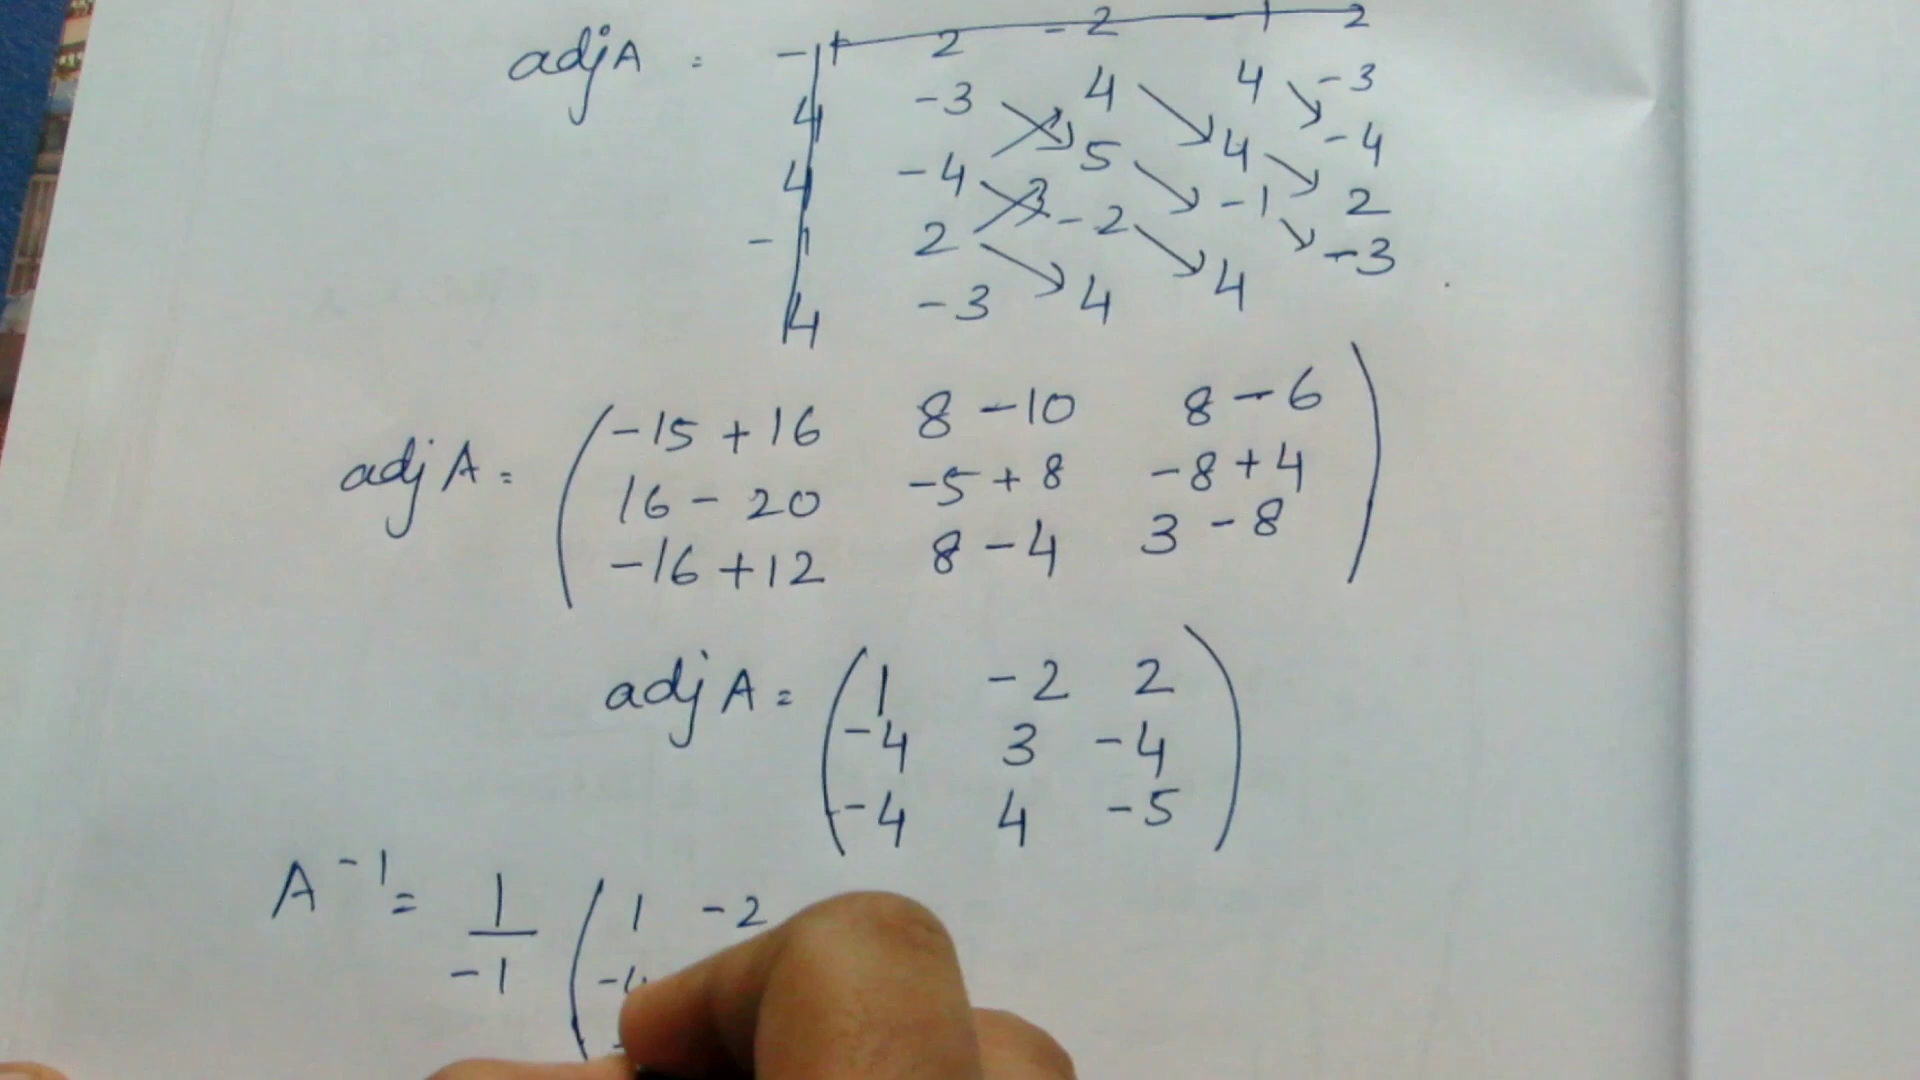 adj A = -1 2 -2 -1 2
4 -3 4 4 -3
4 -4 5 4 -4
-1 2 -2 -1 2
4 -3 4 4 -3
adj A = ( -15 + 16 8 - 10 8 - 6
16 - 20 -5 + 8 -8 + 4
-16 + 12 8 - 4 3 - 8 )
adj A = ( 1 -2 2
-4 3 -4
-4 4 -5 )
A^-1 = 1/-1 ( 1 -2